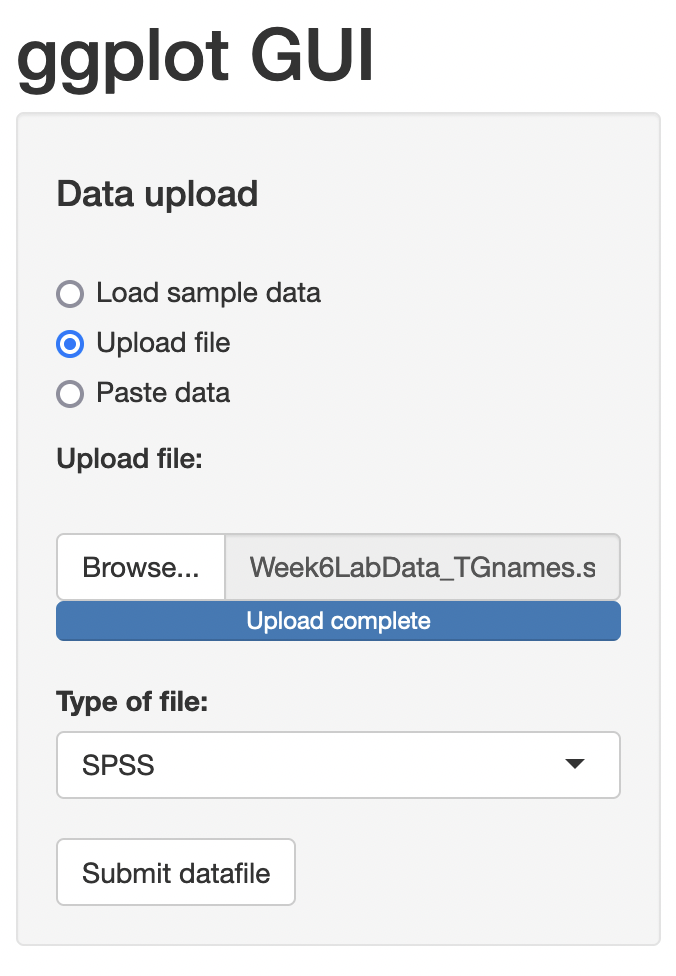 ggplot GUI
Data upload
Load sample data
Upload file
Paste data
Upload file:
Browse... Week6LabData_TGnames.s
Upload complete
Type of file:
SPSS
Submit datafile